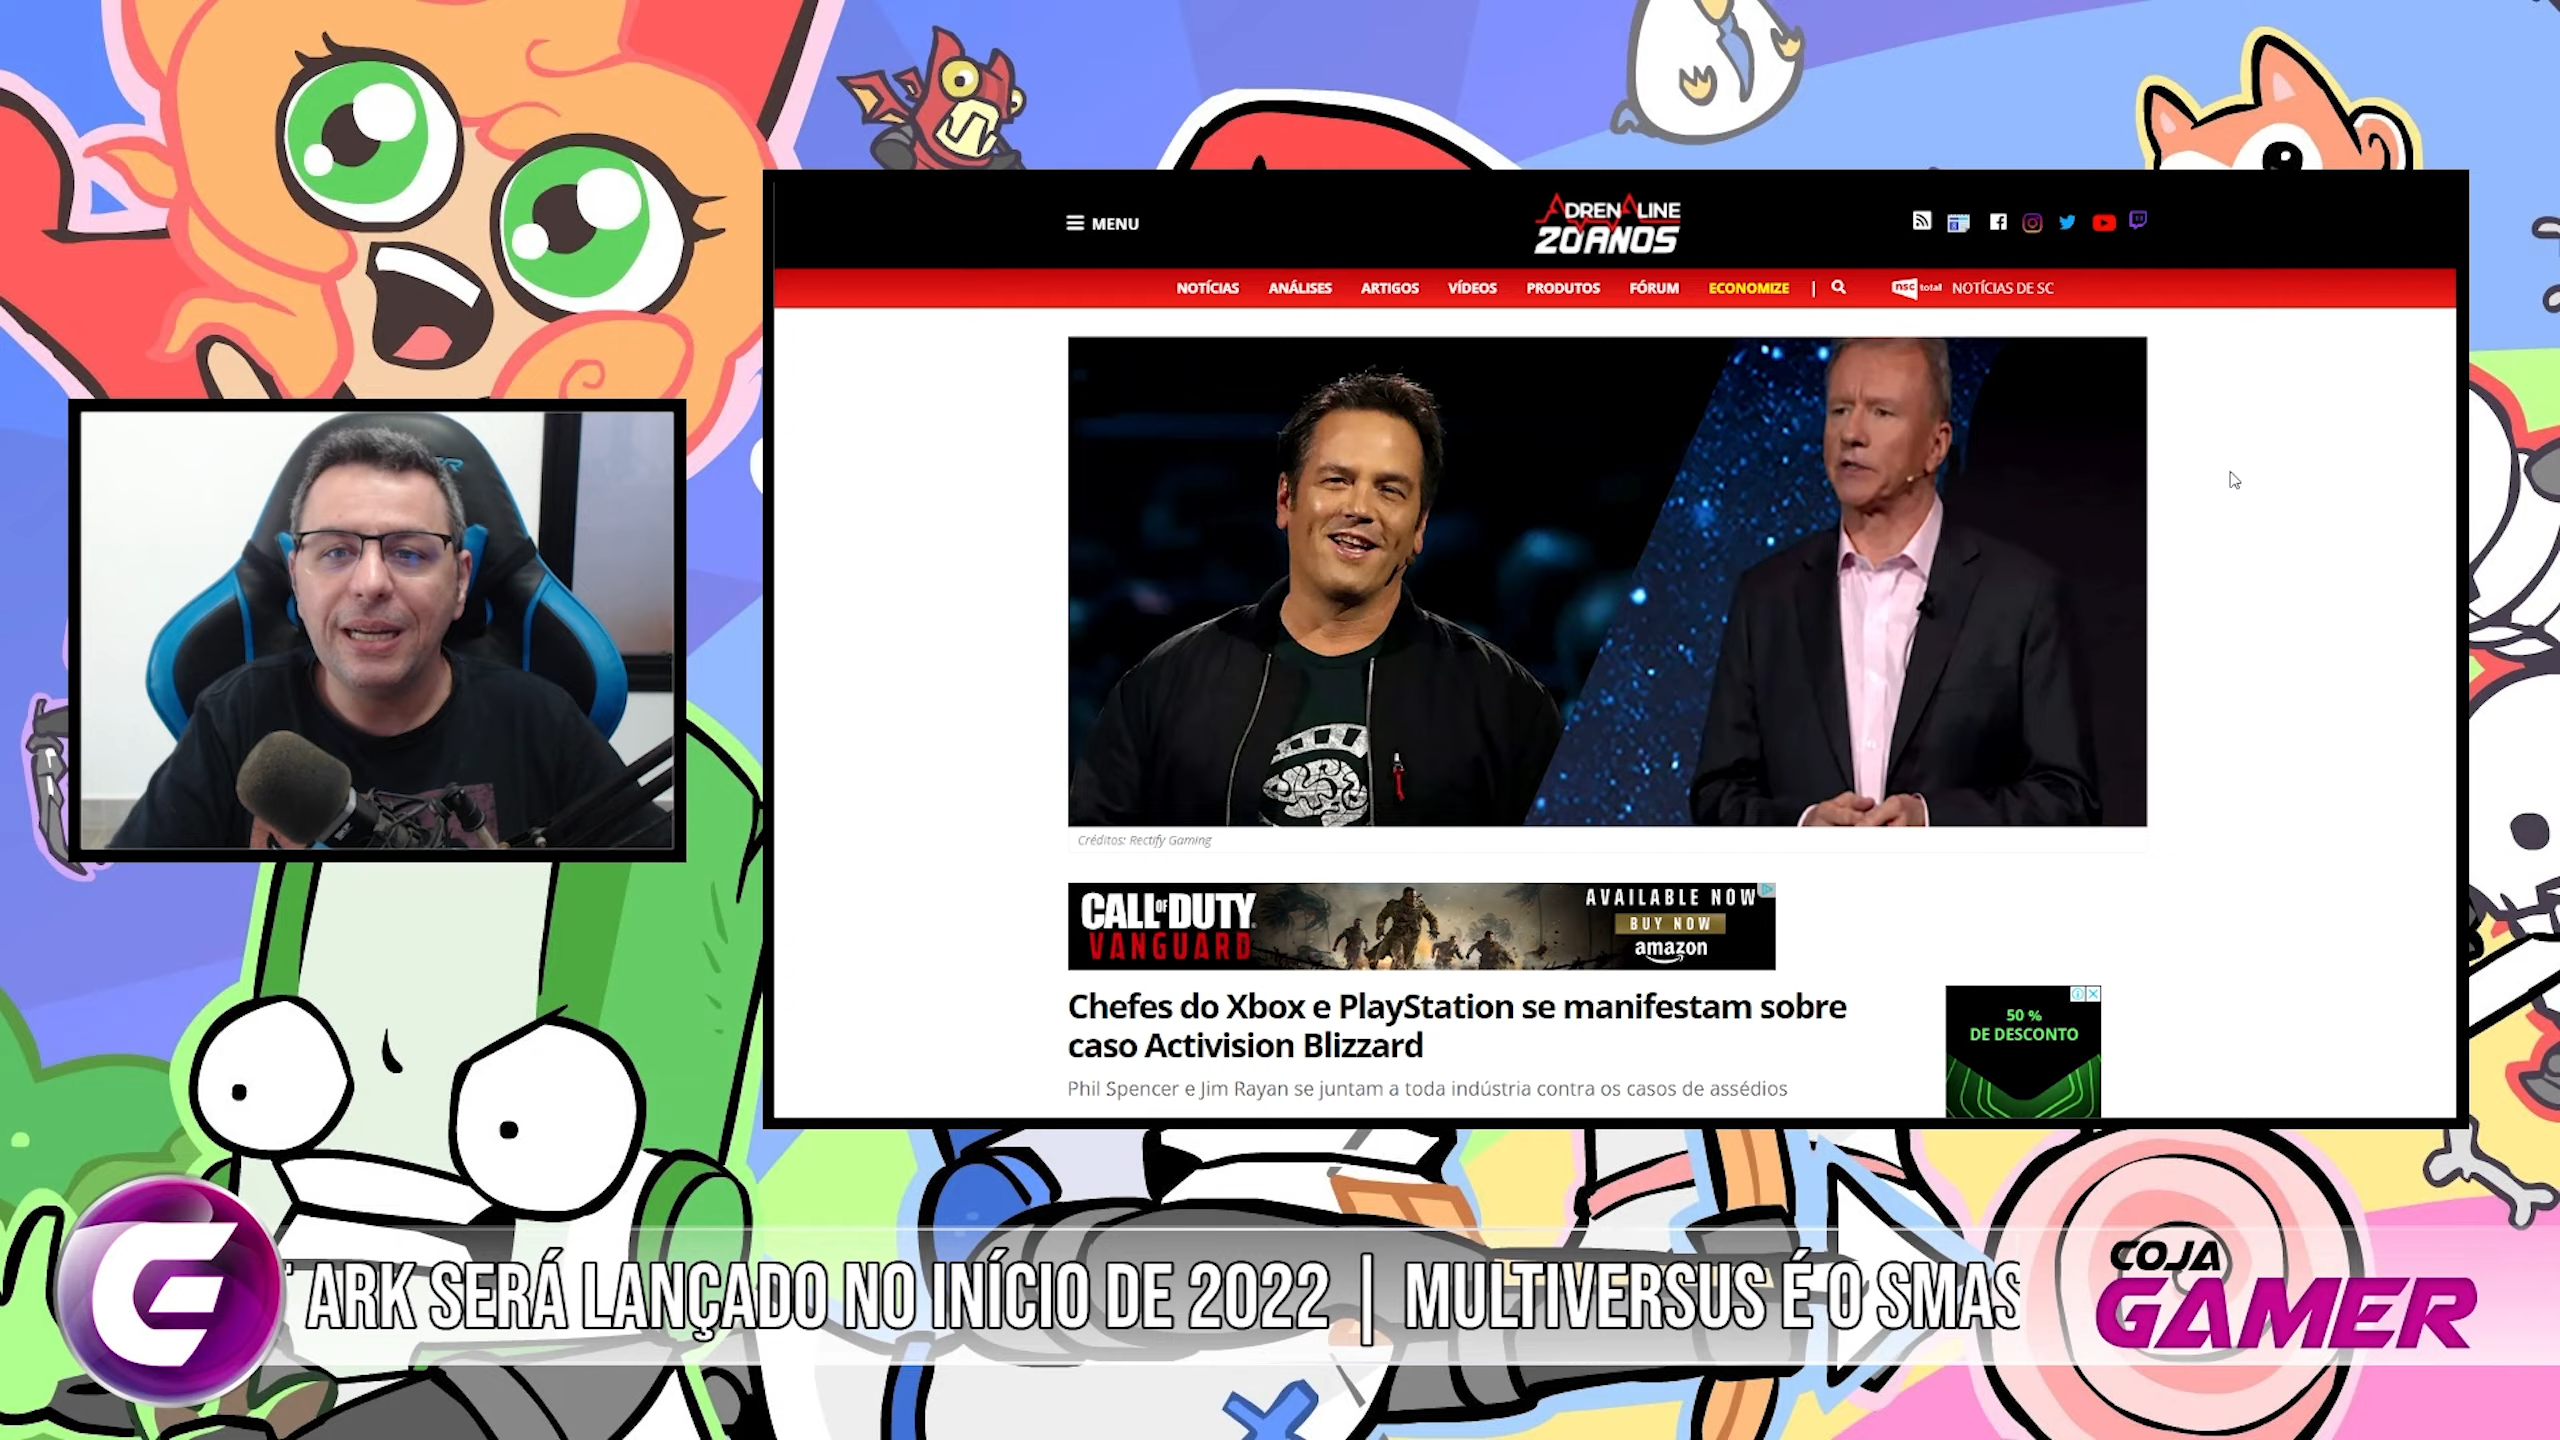 MENU
ADRENALINE
20 ANOS
NOTÍCIAS ANÁLISES ARTIGOS VÍDEOS PRODUTOS FÓRUM ECONOMIZE | nsc total NOTÍCIAS DE SC
Créditos: Rectify Gaming
CALL OF DUTY
VANGUARD
AVAILABLE NOW
BUY NOW
amazon
Chefes do Xbox e PlayStation se manifestam sobre
caso Activision Blizzard
Phil Spencer e Jim Rayan se juntam a toda indústria contra os casos de assédios
50 %
DE DESCONTO
ARK SERÁ LANÇADO NO INÍCIO DE 2022 | MULTIVERSUS É O SMAS
COJA
GAMER